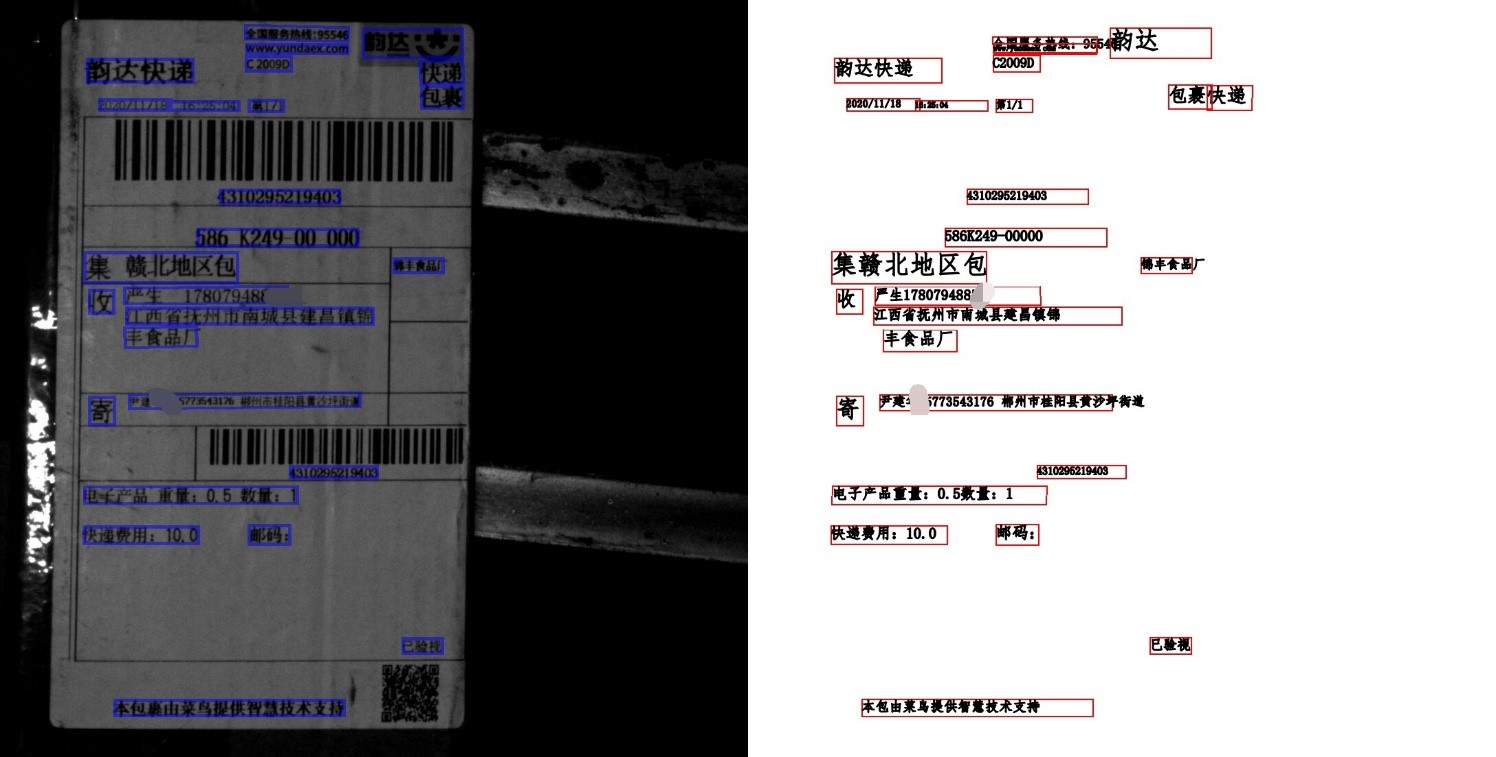 全国服务热线:95546
www.yundaex.com
韵达
韵达快递
C2009D
快递
包裹
2020/11/18 16:25:04 第1/1
4310295219403
586 K249-00 000
集 赣北地区包
锦丰食品厂
收
严生 178079488
江西省抚州市南城县建昌镇锦
丰食品厂
寄
尹建 5773543176 郴州市桂阳县黄沙坪街道
4310295219403
电子产品 重量: 0.5 数量: 1
快递费用: 10.0 邮码:
已验视
本包裹由菜鸟提供智慧技术支持
全国服务热线: 95546
韵达
韵达快递
C2009D
包裹
快递
2020/11/18
16:25:04
第1/1
4310295219403
586K249-00000
集赣北地区包
锦丰食品厂
收
严生178079488
江西省抚州市南城县建昌镇锦
丰食品厂
寄
尹建 5773543176 郴州市桂阳县黄沙坪街道
4310295219403
电子产品重量: 0.5数量: 1
快递费用: 10.0
邮码:
已验视
本包由菜鸟提供智慧技术支持